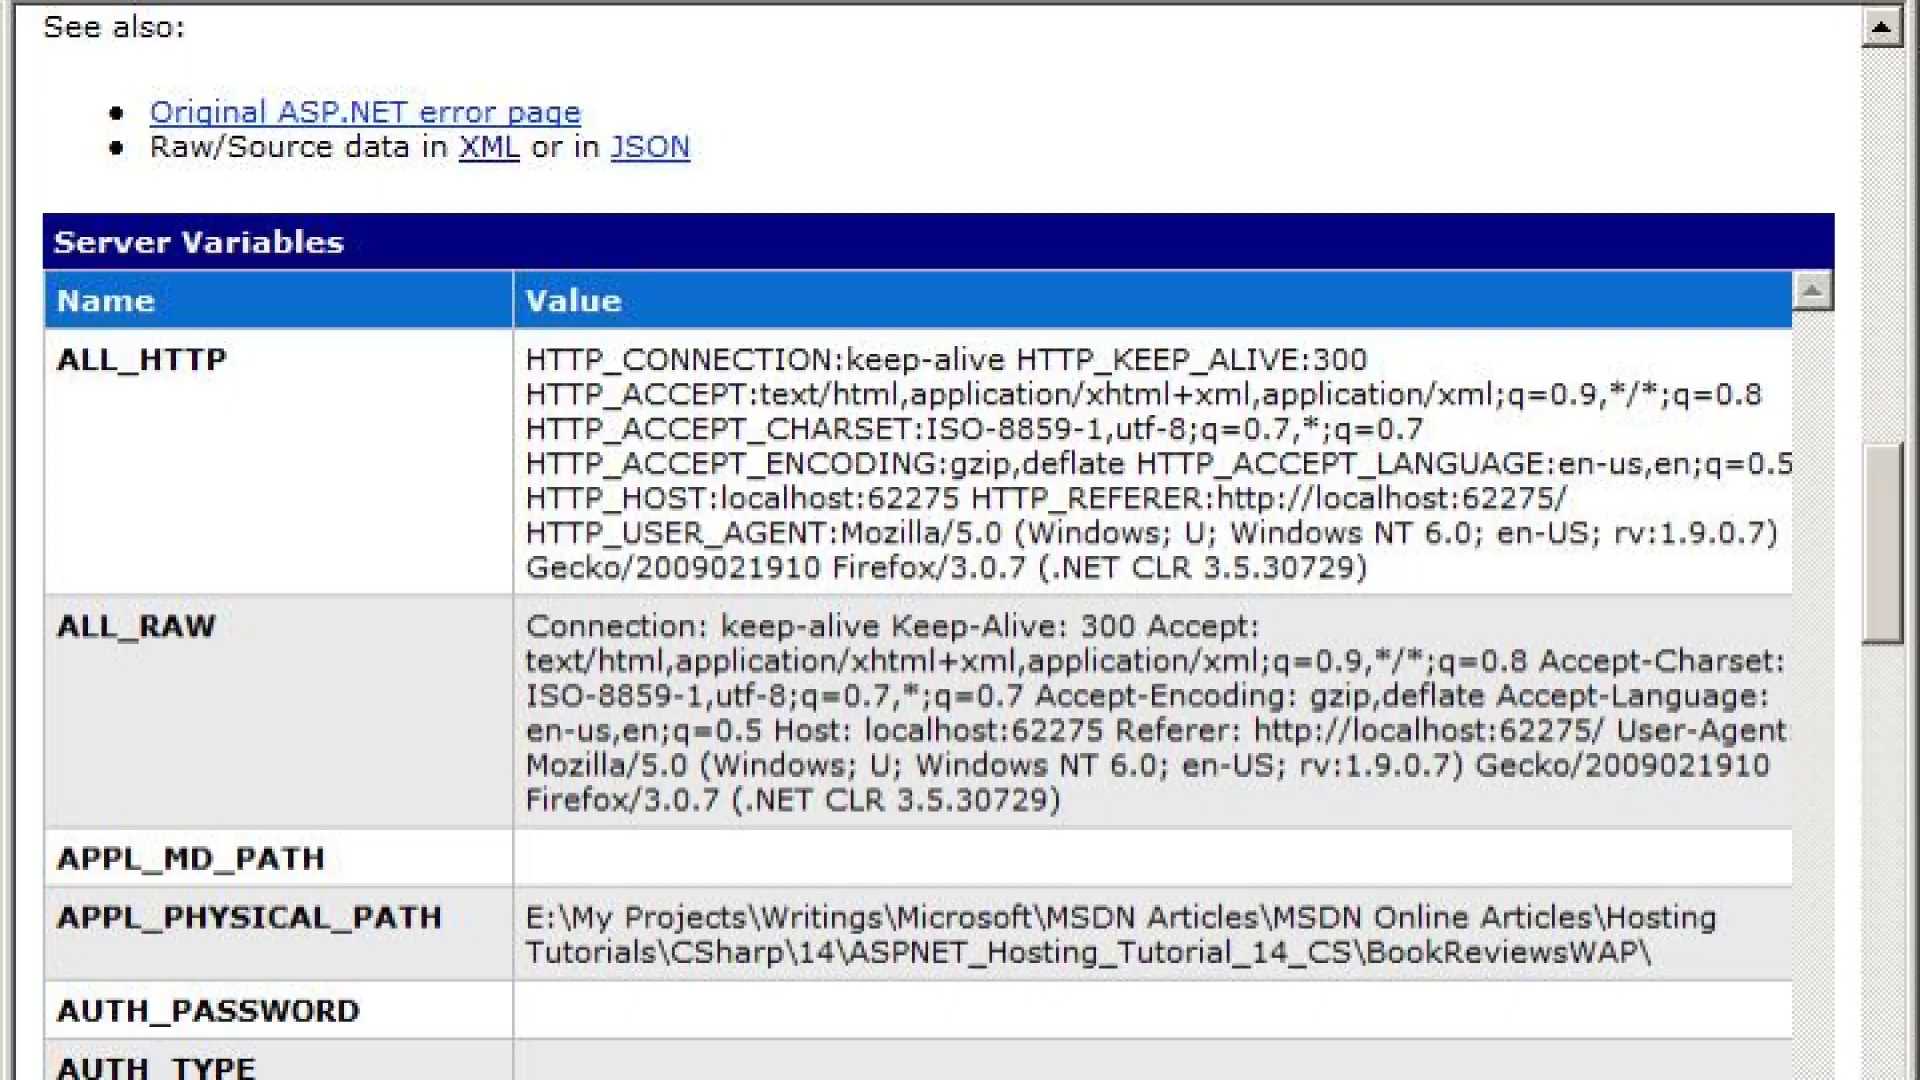 See also:
Original ASP.NET error page
Raw/Source data in XML or in JSON
Server Variables
Name Value
ALL_HTTP HTTP_CONNECTION:keep-alive HTTP_KEEP_ALIVE:300
HTTP_ACCEPT:text/html,application/xhtml+xml,application/xml;q=0.9,*/*;q=0.8
HTTP_ACCEPT_CHARSET:ISO-8859-1,utf-8;q=0.7,*;q=0.7
HTTP_ACCEPT_ENCODING:gzip,deflate HTTP_ACCEPT_LANGUAGE:en-us,en;q=0.5
HTTP_HOST:localhost:62275 HTTP_REFERER:http://localhost:62275/
HTTP_USER_AGENT:Mozilla/5.0 (Windows; U; Windows NT 6.0; en-US; rv:1.9.0.7)
Gecko/2009021910 Firefox/3.0.7 (.NET CLR 3.5.30729)
ALL_RAW Connection: keep-alive Keep-Alive: 300 Accept:
text/html,application/xhtml+xml,application/xml;q=0.9,*/*;q=0.8 Accept-Charset:
ISO-8859-1,utf-8;q=0.7,*;q=0.7 Accept-Encoding: gzip,deflate Accept-Language:
en-us,en;q=0.5 Host: localhost:62275 Referer: http://localhost:62275/ User-Agent
Mozilla/5.0 (Windows; U; Windows NT 6.0; en-US; rv:1.9.0.7) Gecko/2009021910
Firefox/3.0.7 (.NET CLR 3.5.30729)
APPL_MD_PATH
APPL_PHYSICAL_PATH E:\My Projects\Writings\Microsoft\MSDN Articles\MSDN Online Articles\Hosting
Tutorials\CSharp\14\ASPNET_Hosting_Tutorial_14_CS\BookReviewsWAP\
AUTH_PASSWORD
AUTH_TYPE